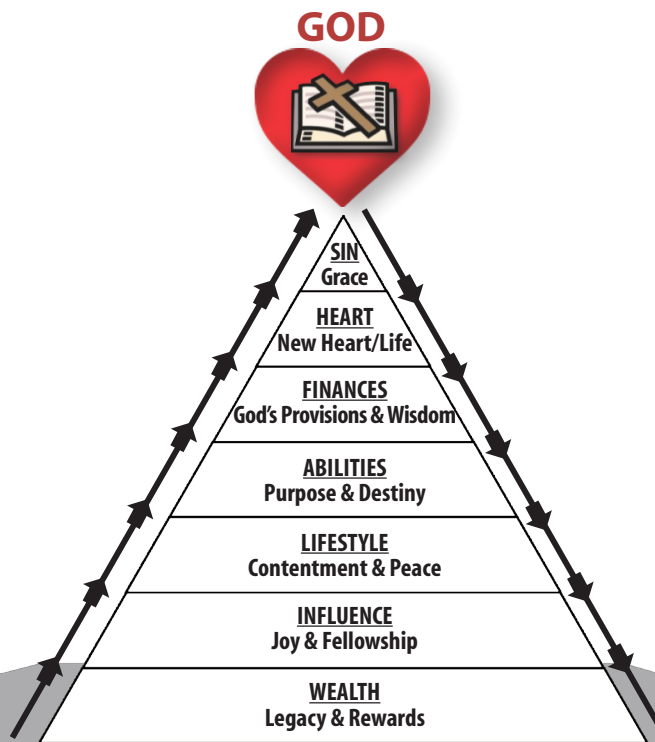 GOD
SIN
Grace
HEART
New Heart/Life
FINANCES
God's Provisions & Wisdom
ABILITIES
Purpose & Destiny
LIFESTYLE
Contentment & Peace
INFLUENCE
Joy & Fellowship
WEALTH
Legacy & Rewards